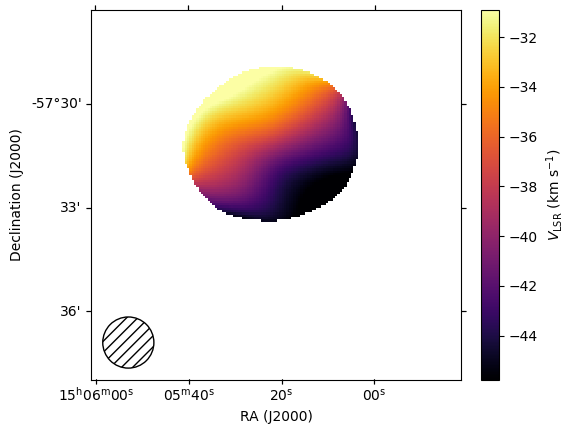 -57°30'
33'
36'
15ʰ06ᵐ00ˢ
05ᵐ40ˢ
20ˢ
00ˢ
RA (J2000)
Declination (J2000)
−32
−34
−36
−38
−40
−42
−44
V_LSR (km s⁻¹)